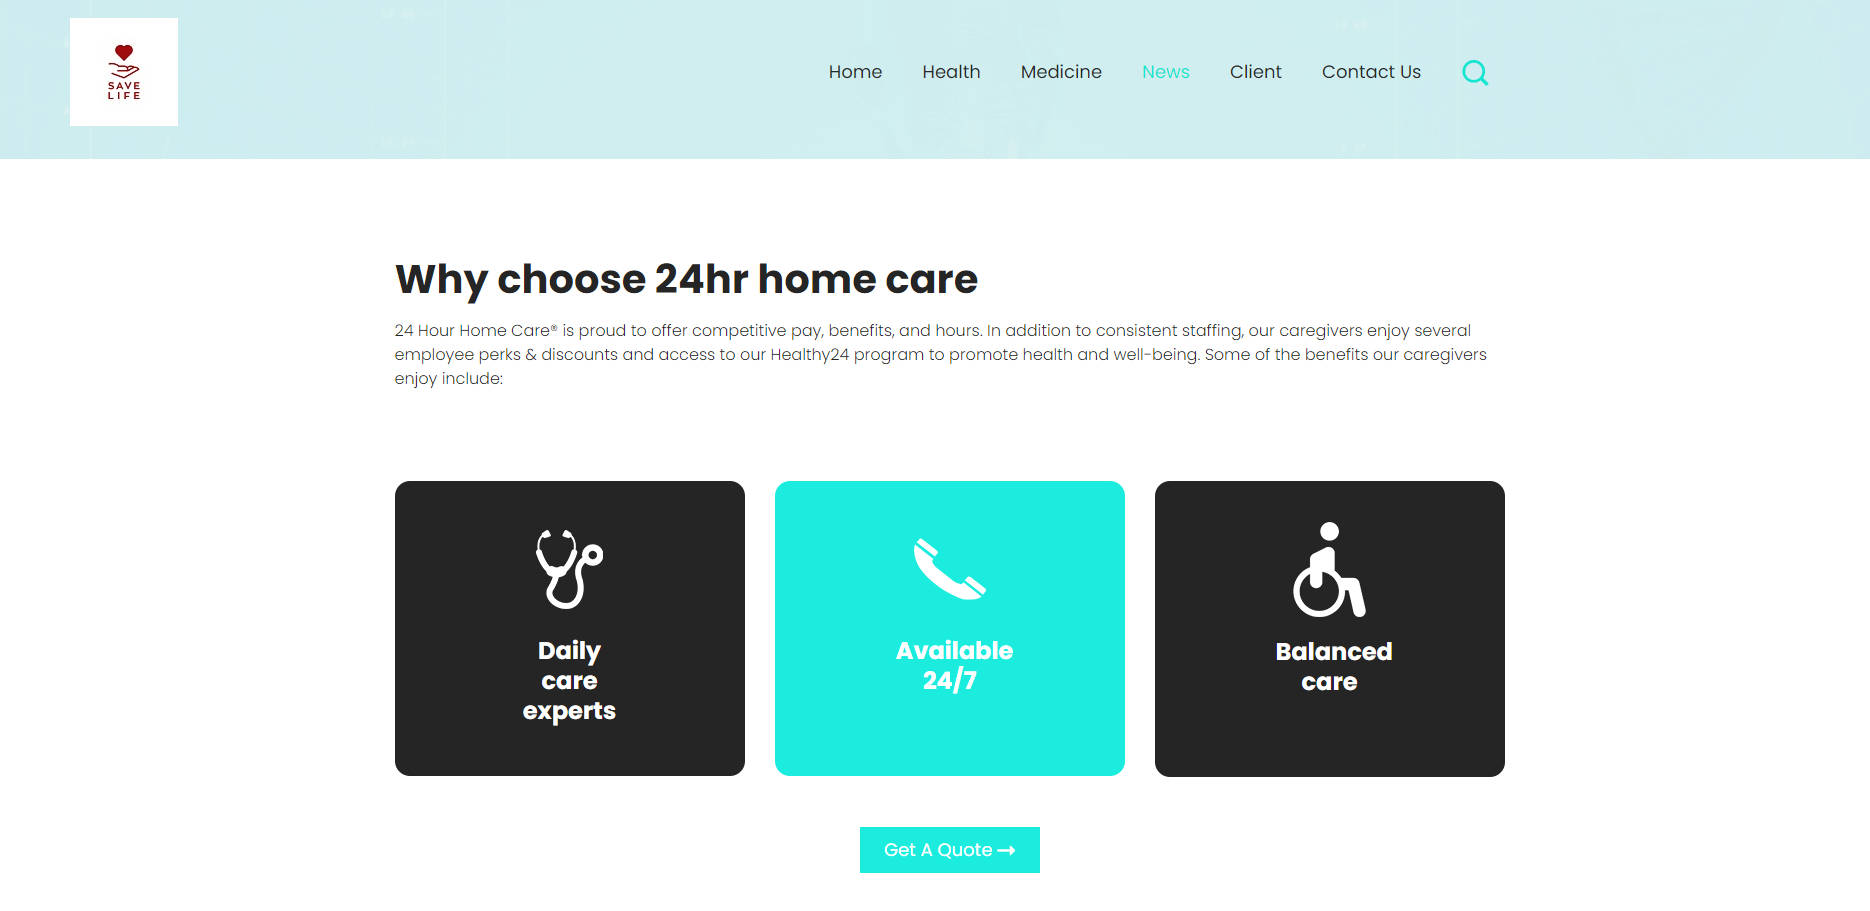 SAVE
LIFE
Home Health Medicine News Client Contact Us
Why choose 24hr home care
24 Hour Home Care® is proud to offer competitive pay, benefits, and hours. In addition to consistent staffing, our caregivers enjoy several
employee perks & discounts and access to our Healthy24 program to promote health and well-being. Some of the benefits our caregivers
enjoy include:
Daily
care
experts
Available
24/7
Balanced
care
Get A Quote